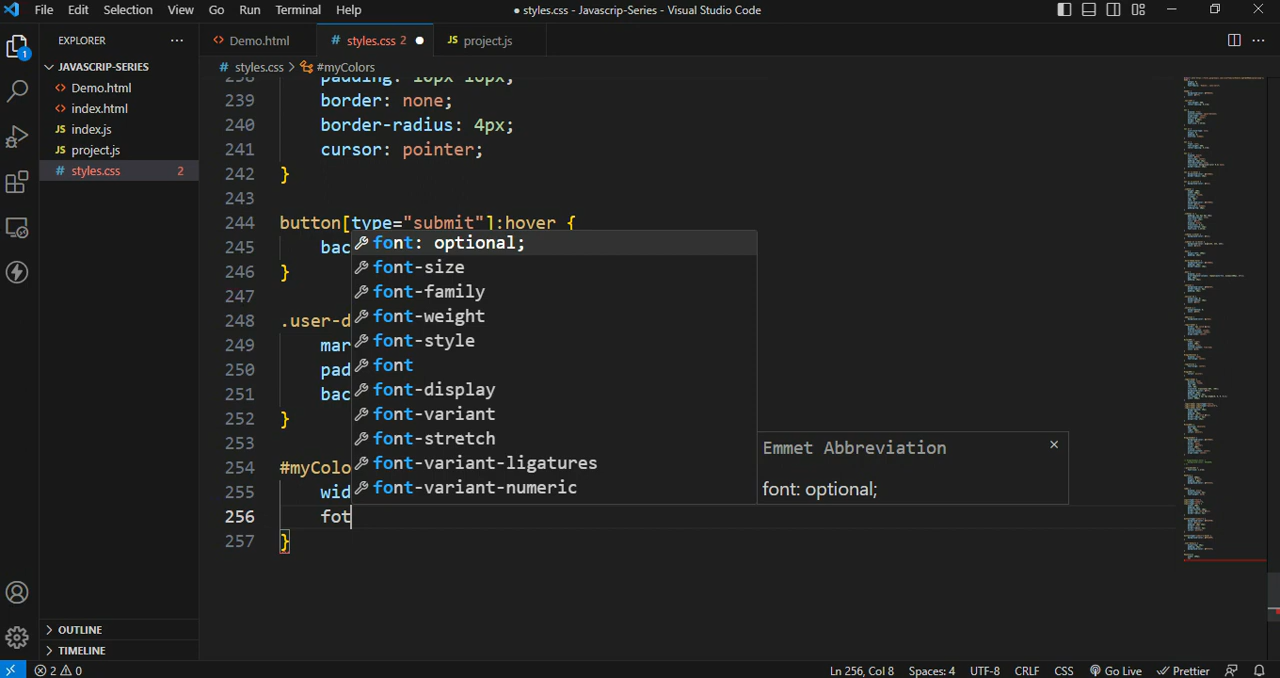 File Edit Selection View Go Run Terminal Help
● styles.css - Javascrip-Series - Visual Studio Code
EXPLORER ···
Demo.html
# styles.css 2 ●
JS project.js
JAVASCRIP-SERIES
# styles.css > #myColors
Demo.html
index.html
JS index.js
JS project.js
# styles.css 2
1
239 border: none;
240 border-radius: 4px;
241 cursor: pointer;
242 }
243
244 button[type="submit"]:hover {
245 bac
246 }
247
248 .user-d
249 mar
250 pad
251 bac
252 }
253
254 #myColo
255 wid
256 fot
257 }
font: optional;
font-size
font-family
font-weight
font-style
font
font-display
font-variant
font-stretch
font-variant-ligatures
font-variant-numeric
Emmet Abbreviation
font: optional;
OUTLINE
TIMELINE
2 0
Ln 256, Col 8 Spaces: 4 UTF-8 CRLF CSS Go Live Prettier